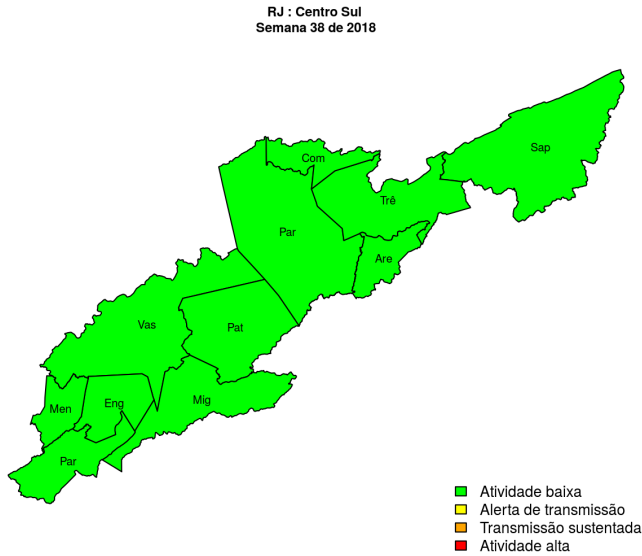 RJ : Centro Sul
Semana 38 de 2018
Sap
Com
Trê
Par
Are
Vas
Pat
Men
Eng
Mig
Par
Atividade baixa
Alerta de transmissão
Transmissão sustentada
Atividade alta